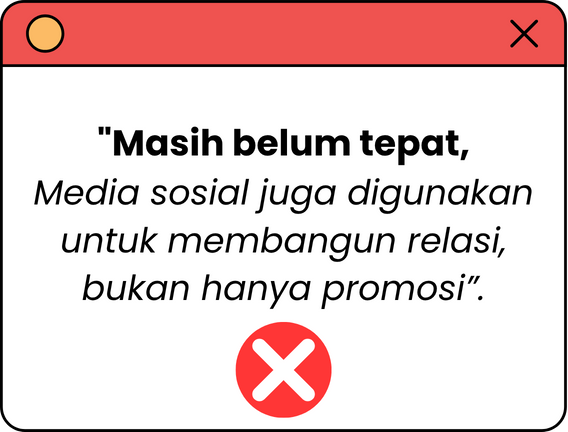 "Masih belum tepat,
Media sosial juga digunakan
untuk membangun relasi,
bukan hanya promosi”.